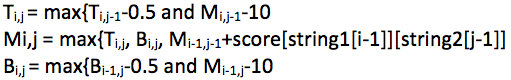 Ti,j = max{Ti,j-1-0.5 and Mi,j-1-10
Mi,j = max{Ti,j, Bi,j, Mi-1,j-1+score[string1[i-1]][string2[j-1]]
Bi,j = max{Bi-1,j-0.5 and Mi-1,j-10